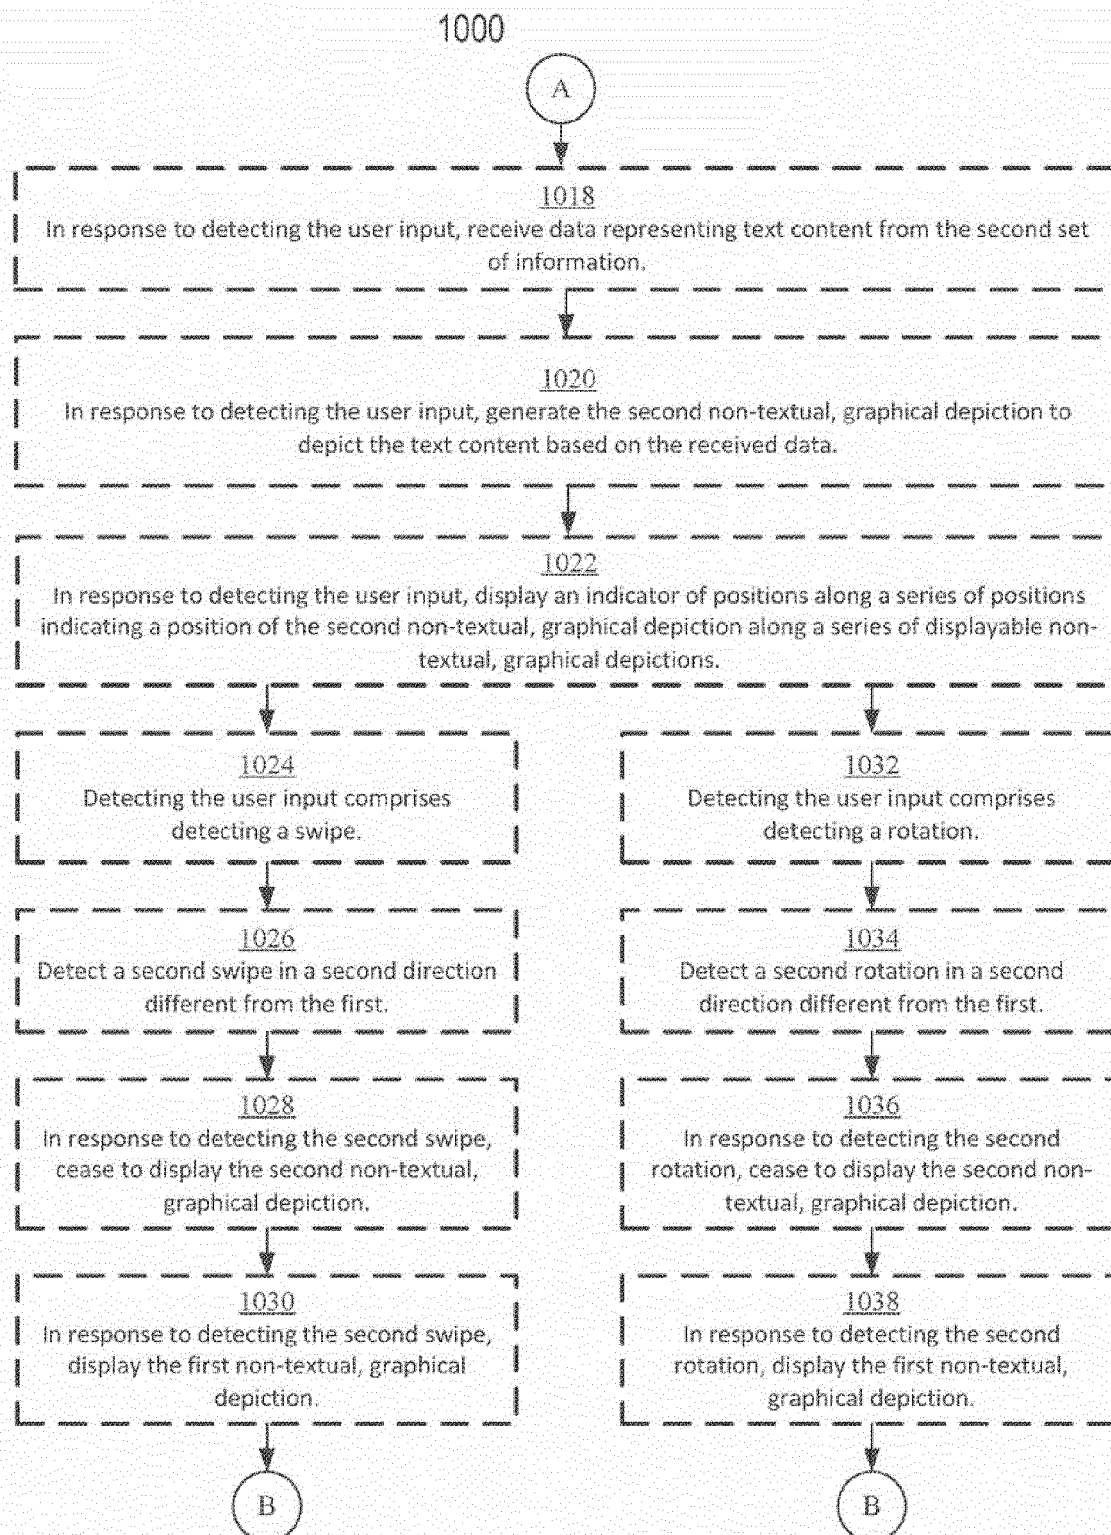 1000
A
1018
In response to detecting the user input, receive data representing text content from the second set
of information.
1020
In response to detecting the user input, generate the second non-textual, graphical depiction to
depict the text content based on the received data.
1022
In response to detecting the user input, display an indicator of positions along a series of positions
indicating a position of the second non-textual, graphical depiction along a series of displayable non-
textual, graphical depictions.
1024
Detecting the user input comprises
detecting a swipe.
1026
Detect a second swipe in a second direction
different from the first.
1028
In response to detecting the second swipe,
cease to display the second non-textual,
graphical depiction.
1030
In response to detecting the second swipe,
display the first non-textual, graphical
depiction.
B
1032
Detecting the user input comprises
detecting a rotation.
1034
Detect a second rotation in a second
direction different from the first.
1036
In response to detecting the second
rotation, cease to display the second non-
textual, graphical depiction.
1038
In response to detecting the second
rotation, display the first non-textual,
graphical depiction.
B